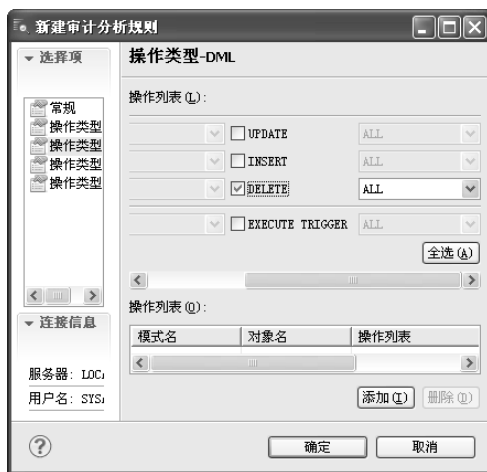 新建审计分析规则
选择项
常规
操作类型
操作类型
操作类型
操作类型
连接信息
服务器: LOC
用户名: SYS
操作类型-DML
操作列表(L):
UPDATE ALL
INSERT ALL
DELETE ALL
EXECUTE TRIGGER ALL
全选(A)
操作列表(O):
模式名 对象名 操作列表
添加(I) 删除(D)
确定 取消